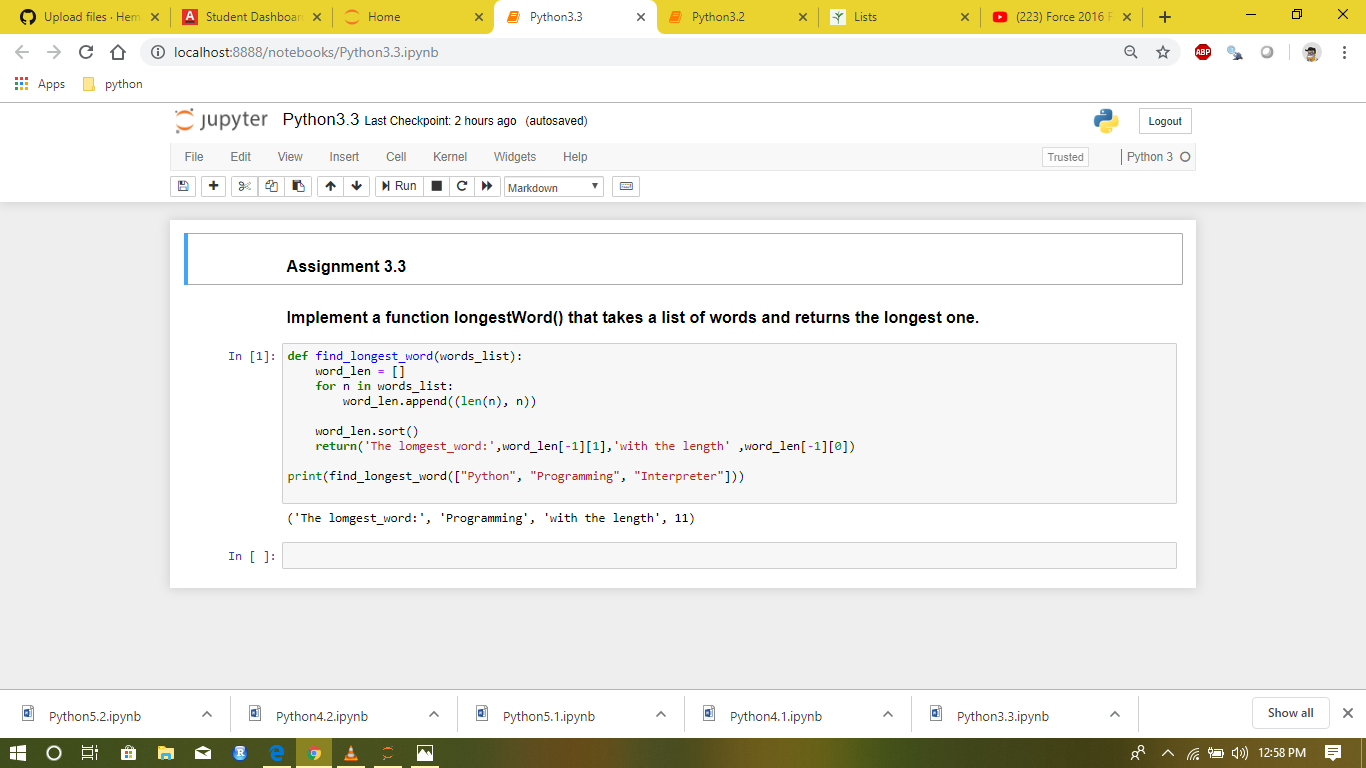 Upload files · Hem
Student Dashboar
Home
Python3.3
Python3.2
Lists
(223) Force 2016 F
localhost:8888/notebooks/Python3.3.ipynb
ABP
Apps
python
jupyter Python3.3 Last Checkpoint: 2 hours ago (autosaved)
Logout
File Edit View Insert Cell Kernel Widgets Help
Trusted
Python 3
Run
Markdown
Assignment 3.3
Implement a function longestWord() that takes a list of words and returns the longest one.
In [1]:
def find_longest_word(words_list):
    word_len = []
    for n in words_list:
        word_len.append((len(n), n))
    word_len.sort()
    return('The lomgest_word:',word_len[-1][1],'with the length' ,word_len[-1][0])
print(find_longest_word(["Python", "Programming", "Interpreter"]))
('The lomgest_word:', 'Programming', 'with the length', 11)
In [ ]:
Python5.2.ipynb
Python4.2.ipynb
Python5.1.ipynb
Python4.1.ipynb
Python3.3.ipynb
Show all
12:58 PM